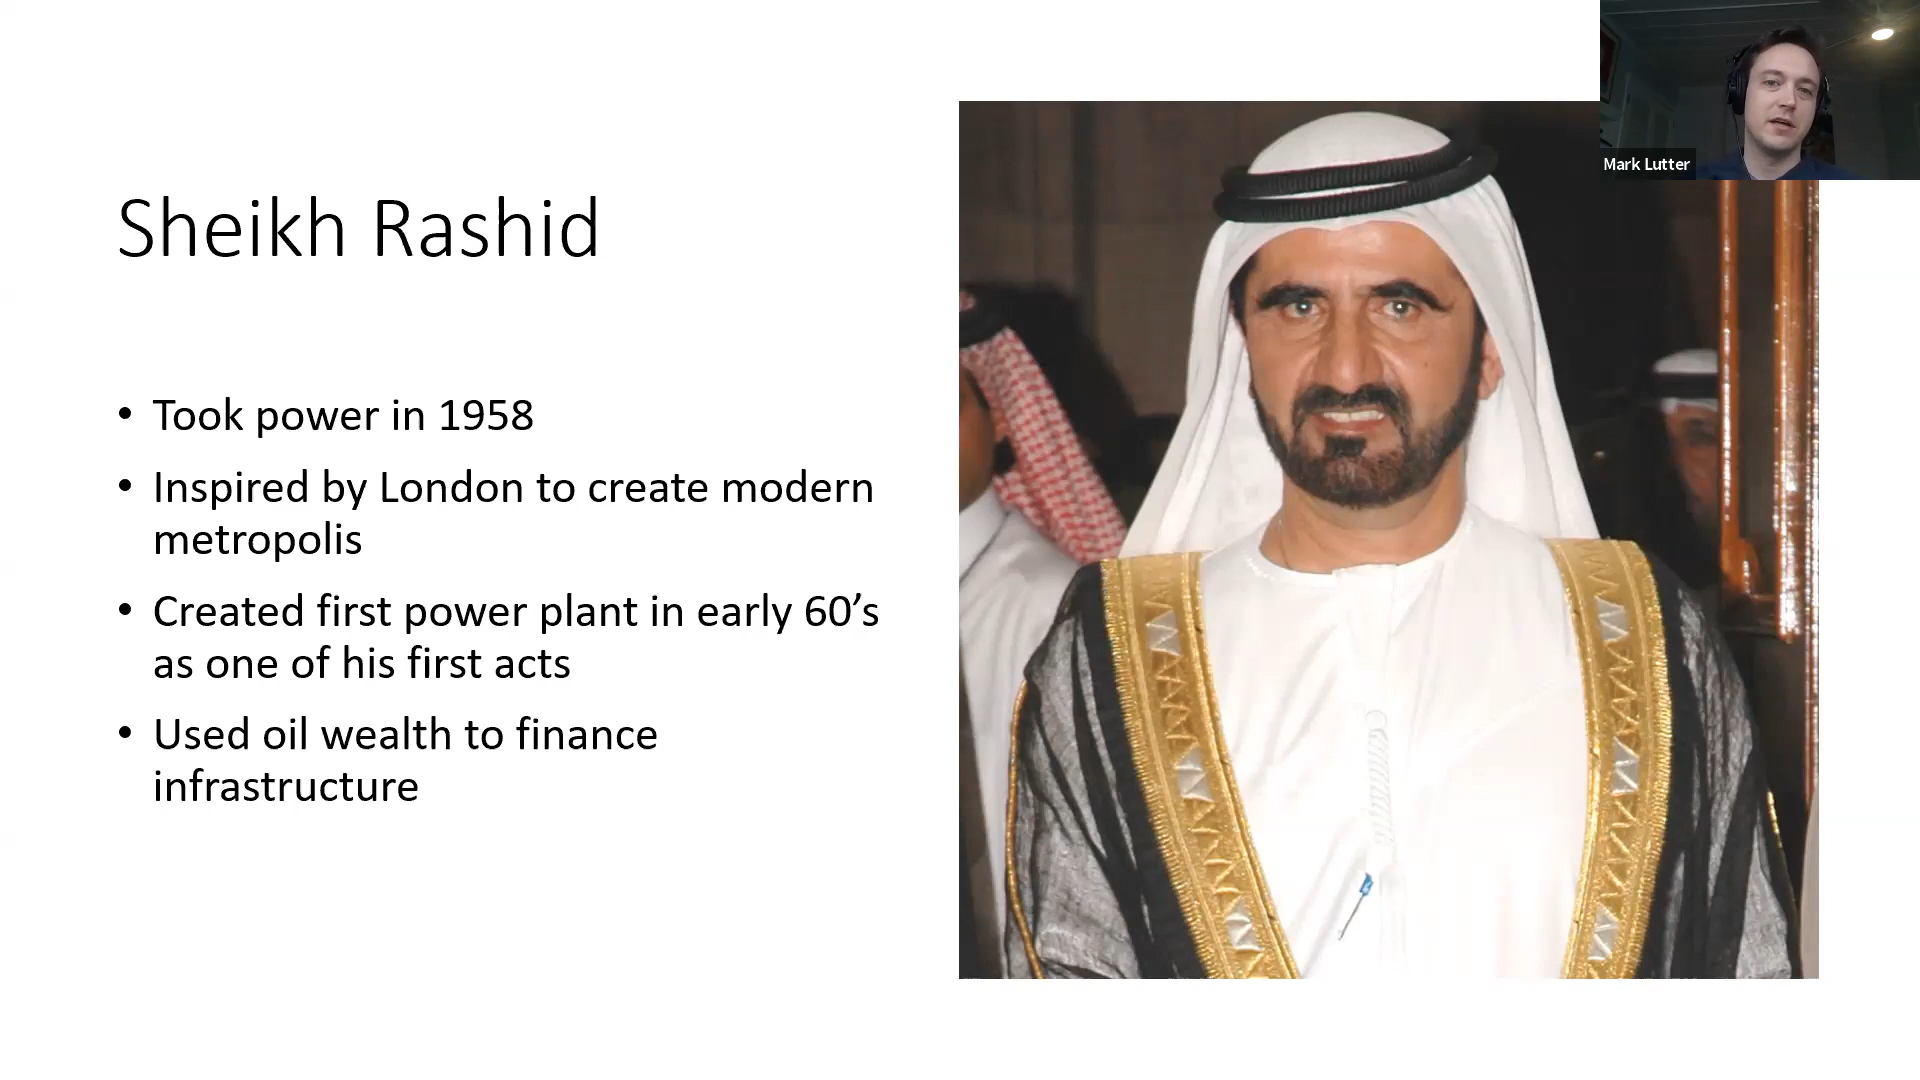 Mark Lutter
Sheikh Rashid
• Took power in 1958
• Inspired by London to create modern
metropolis
• Created first power plant in early 60’s
as one of his first acts
• Used oil wealth to finance
infrastructure